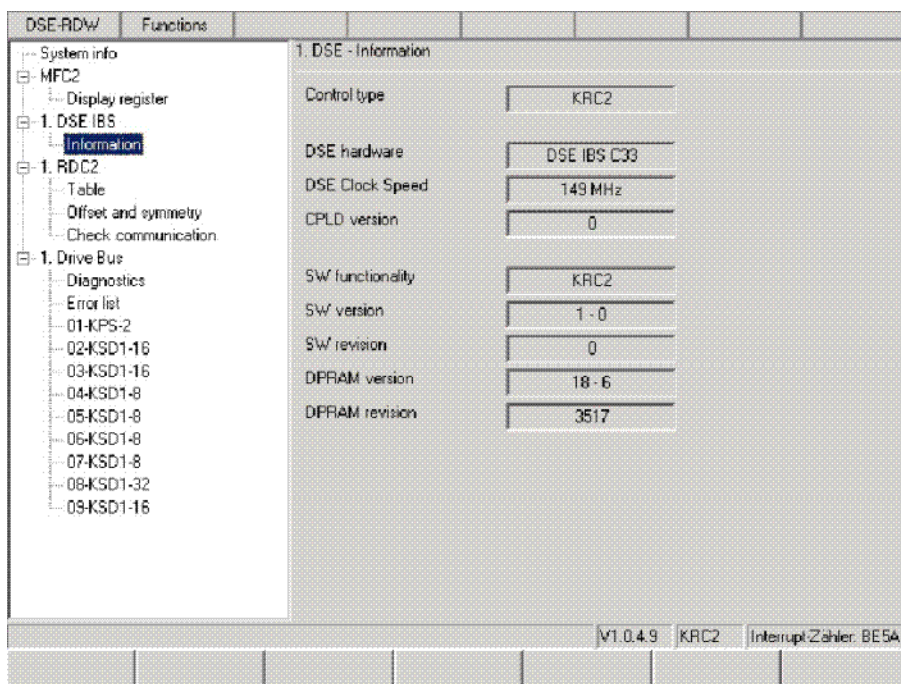 DSE-RDW Functions
System info
MFC2
Display register
1. DSE IBS
Information
1. RDC2
Table
Offset and symmetry
Check communication
1. Drive Bus
Diagnostics
Error list
01-KPS-2
02-KSD1-16
03-KSD1-16
04-KSD1-8
05-KSD1-8
06-KSD1-8
07-KSD1-8
08-KSD1-32
09-KSD1-16
1. DSE - Information
Control type KRC2
DSE hardware DSE IBS C33
DSE Clock Speed 149 MHz
CPLD version 0
SW functionality KRC2
SW version 1 - 0
SW revision 0
DPRAM version 18 - 6
DPRAM revision 3517
V1.0.4.9 KRC2 Interrupt-Zähler: BE5A